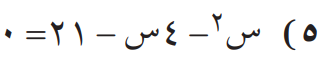 ٥) س٢ – ٤س – ٢١ = ٠